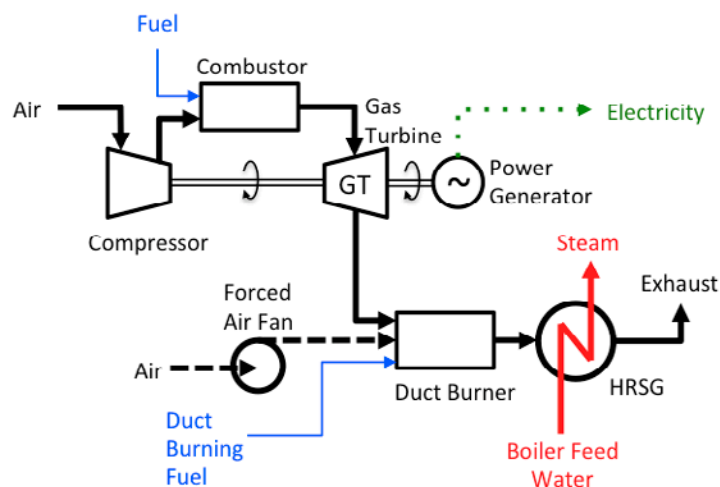 Fuel
Combustor
Air
Gas
Turbine
Electricity
GT
~
Power
Generator
Compressor
Steam
Exhaust
Forced
Air Fan
Air
Duct Burner
HRSG
Duct
Burning
Fuel
Boiler Feed
Water